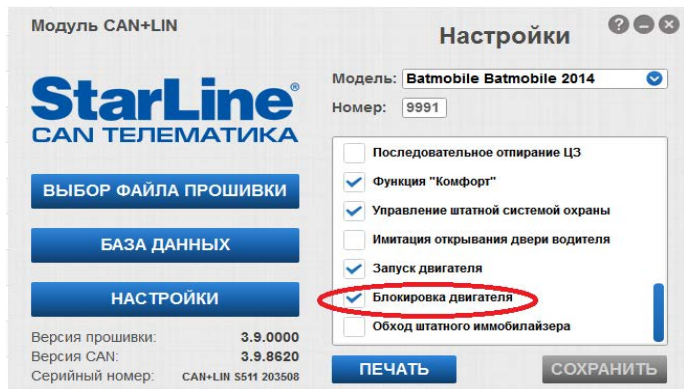 Модуль CAN+LIN
StarLine®
CAN ТЕЛЕМАТИКА
ВЫБОР ФАЙЛА ПРОШИВКИ
БАЗА ДАННЫХ
НАСТРОЙКИ
Версия прошивки: 3.9.0000
Версия CAN: 3.9.8620
Серийный номер: CAN+LIN S511 203508
Настройки
?
Модель: Batmobile Batmobile 2014
Номер: 9991
Последовательное отпирание ЦЗ
Функция "Комфорт"
Управление штатной системой охраны
Имитация открывания двери водителя
Запуск двигателя
Блокировка двигателя
Обход штатного иммобилайзера
ПЕЧАТЬ
СОХРАНИТЬ